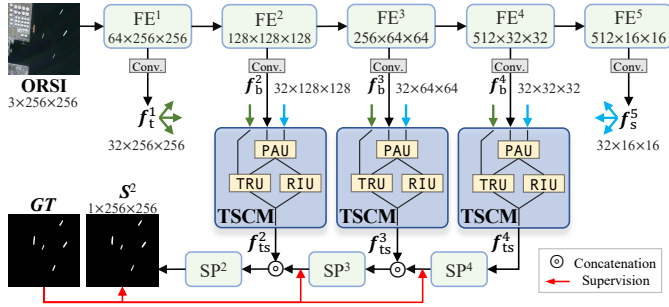 FE¹ FE² FE³ FE⁴ FE⁵
64×256×256 128×128×128 256×64×64 512×32×32 512×16×16
ORSI
3×256×256
Conv. Conv. Conv. Conv. Conv.
f¹ₜ f²_b 32×128×128 f³_b 32×64×64 f⁴_b 32×32×32 f⁵ₛ
32×256×256 32×16×16
PAU PAU PAU
TRU RIU TRU RIU TRU RIU
TSCM TSCM TSCM
GT S²
1×256×256
f²ₜₛ f³ₜₛ f⁴ₜₛ
SP² SP³ SP⁴
Concatenation
Supervision